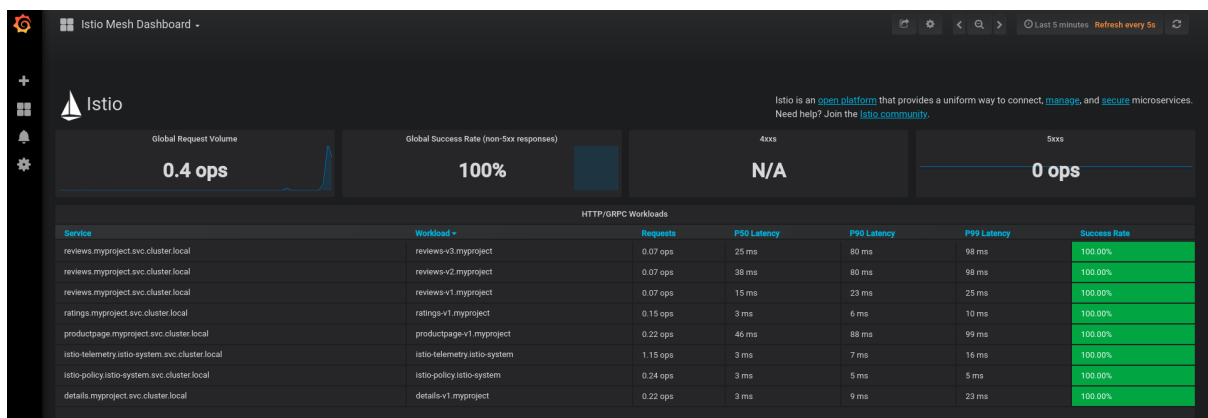 Istio Mesh Dashboard
Last 5 minutes Refresh every 5s
Istio
Istio is an open platform that provides a uniform way to connect, manage, and secure microservices.
Need help? Join the Istio community.
Global Request Volume
0.4 ops
Global Success Rate (non-5xx responses)
100%
4xxs
N/A
5xxs
0 ops
HTTP/GRPC Workloads
Service Workload Requests P50 Latency P90 Latency P99 Latency Success Rate
reviews.myproject.svc.cluster.local reviews-v3.myproject 0.07 ops 25 ms 80 ms 98 ms 100.00%
reviews.myproject.svc.cluster.local reviews-v2.myproject 0.07 ops 38 ms 80 ms 98 ms 100.00%
reviews.myproject.svc.cluster.local reviews-v1.myproject 0.07 ops 15 ms 23 ms 25 ms 100.00%
ratings.myproject.svc.cluster.local ratings-v1.myproject 0.15 ops 3 ms 6 ms 10 ms 100.00%
productpage.myproject.svc.cluster.local productpage-v1.myproject 0.22 ops 46 ms 88 ms 99 ms 100.00%
istio-telemetry.istio-system.svc.cluster.local istio-telemetry.istio-system 1.15 ops 3 ms 7 ms 16 ms 100.00%
istio-policy.istio-system.svc.cluster.local istio-policy.istio-system 0.24 ops 3 ms 5 ms 5 ms 100.00%
details.myproject.svc.cluster.local details-v1.myproject 0.22 ops 3 ms 9 ms 23 ms 100.00%